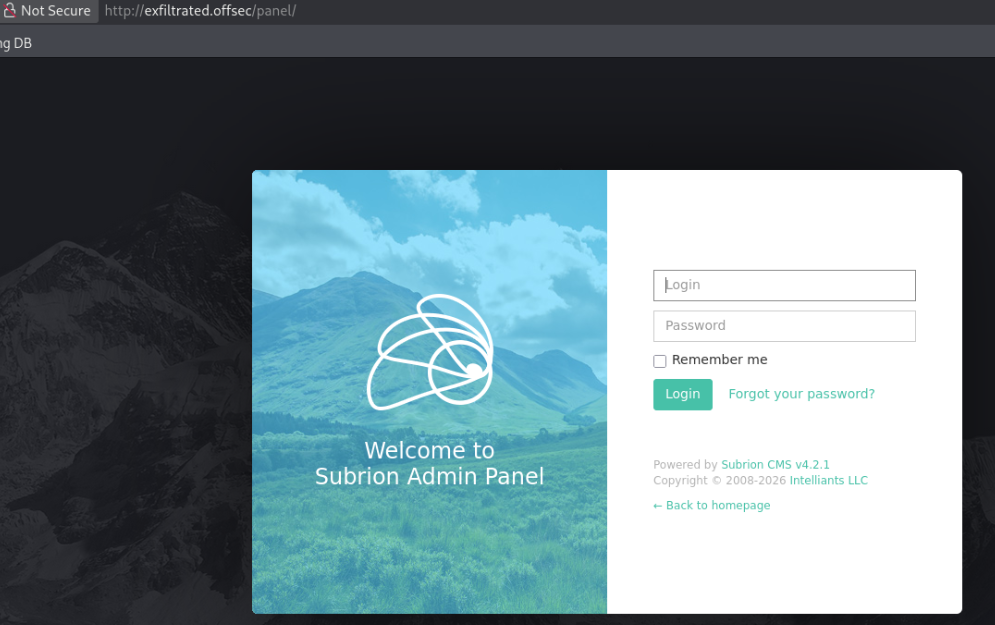 Not Secure http://exfiltrated.offsec/panel/
ng DB
Login
Password
Remember me
Login Forgot your password?
Welcome to
Subrion Admin Panel
Powered by Subrion CMS v4.2.1
Copyright © 2008-2026 Intelliants LLC
← Back to homepage